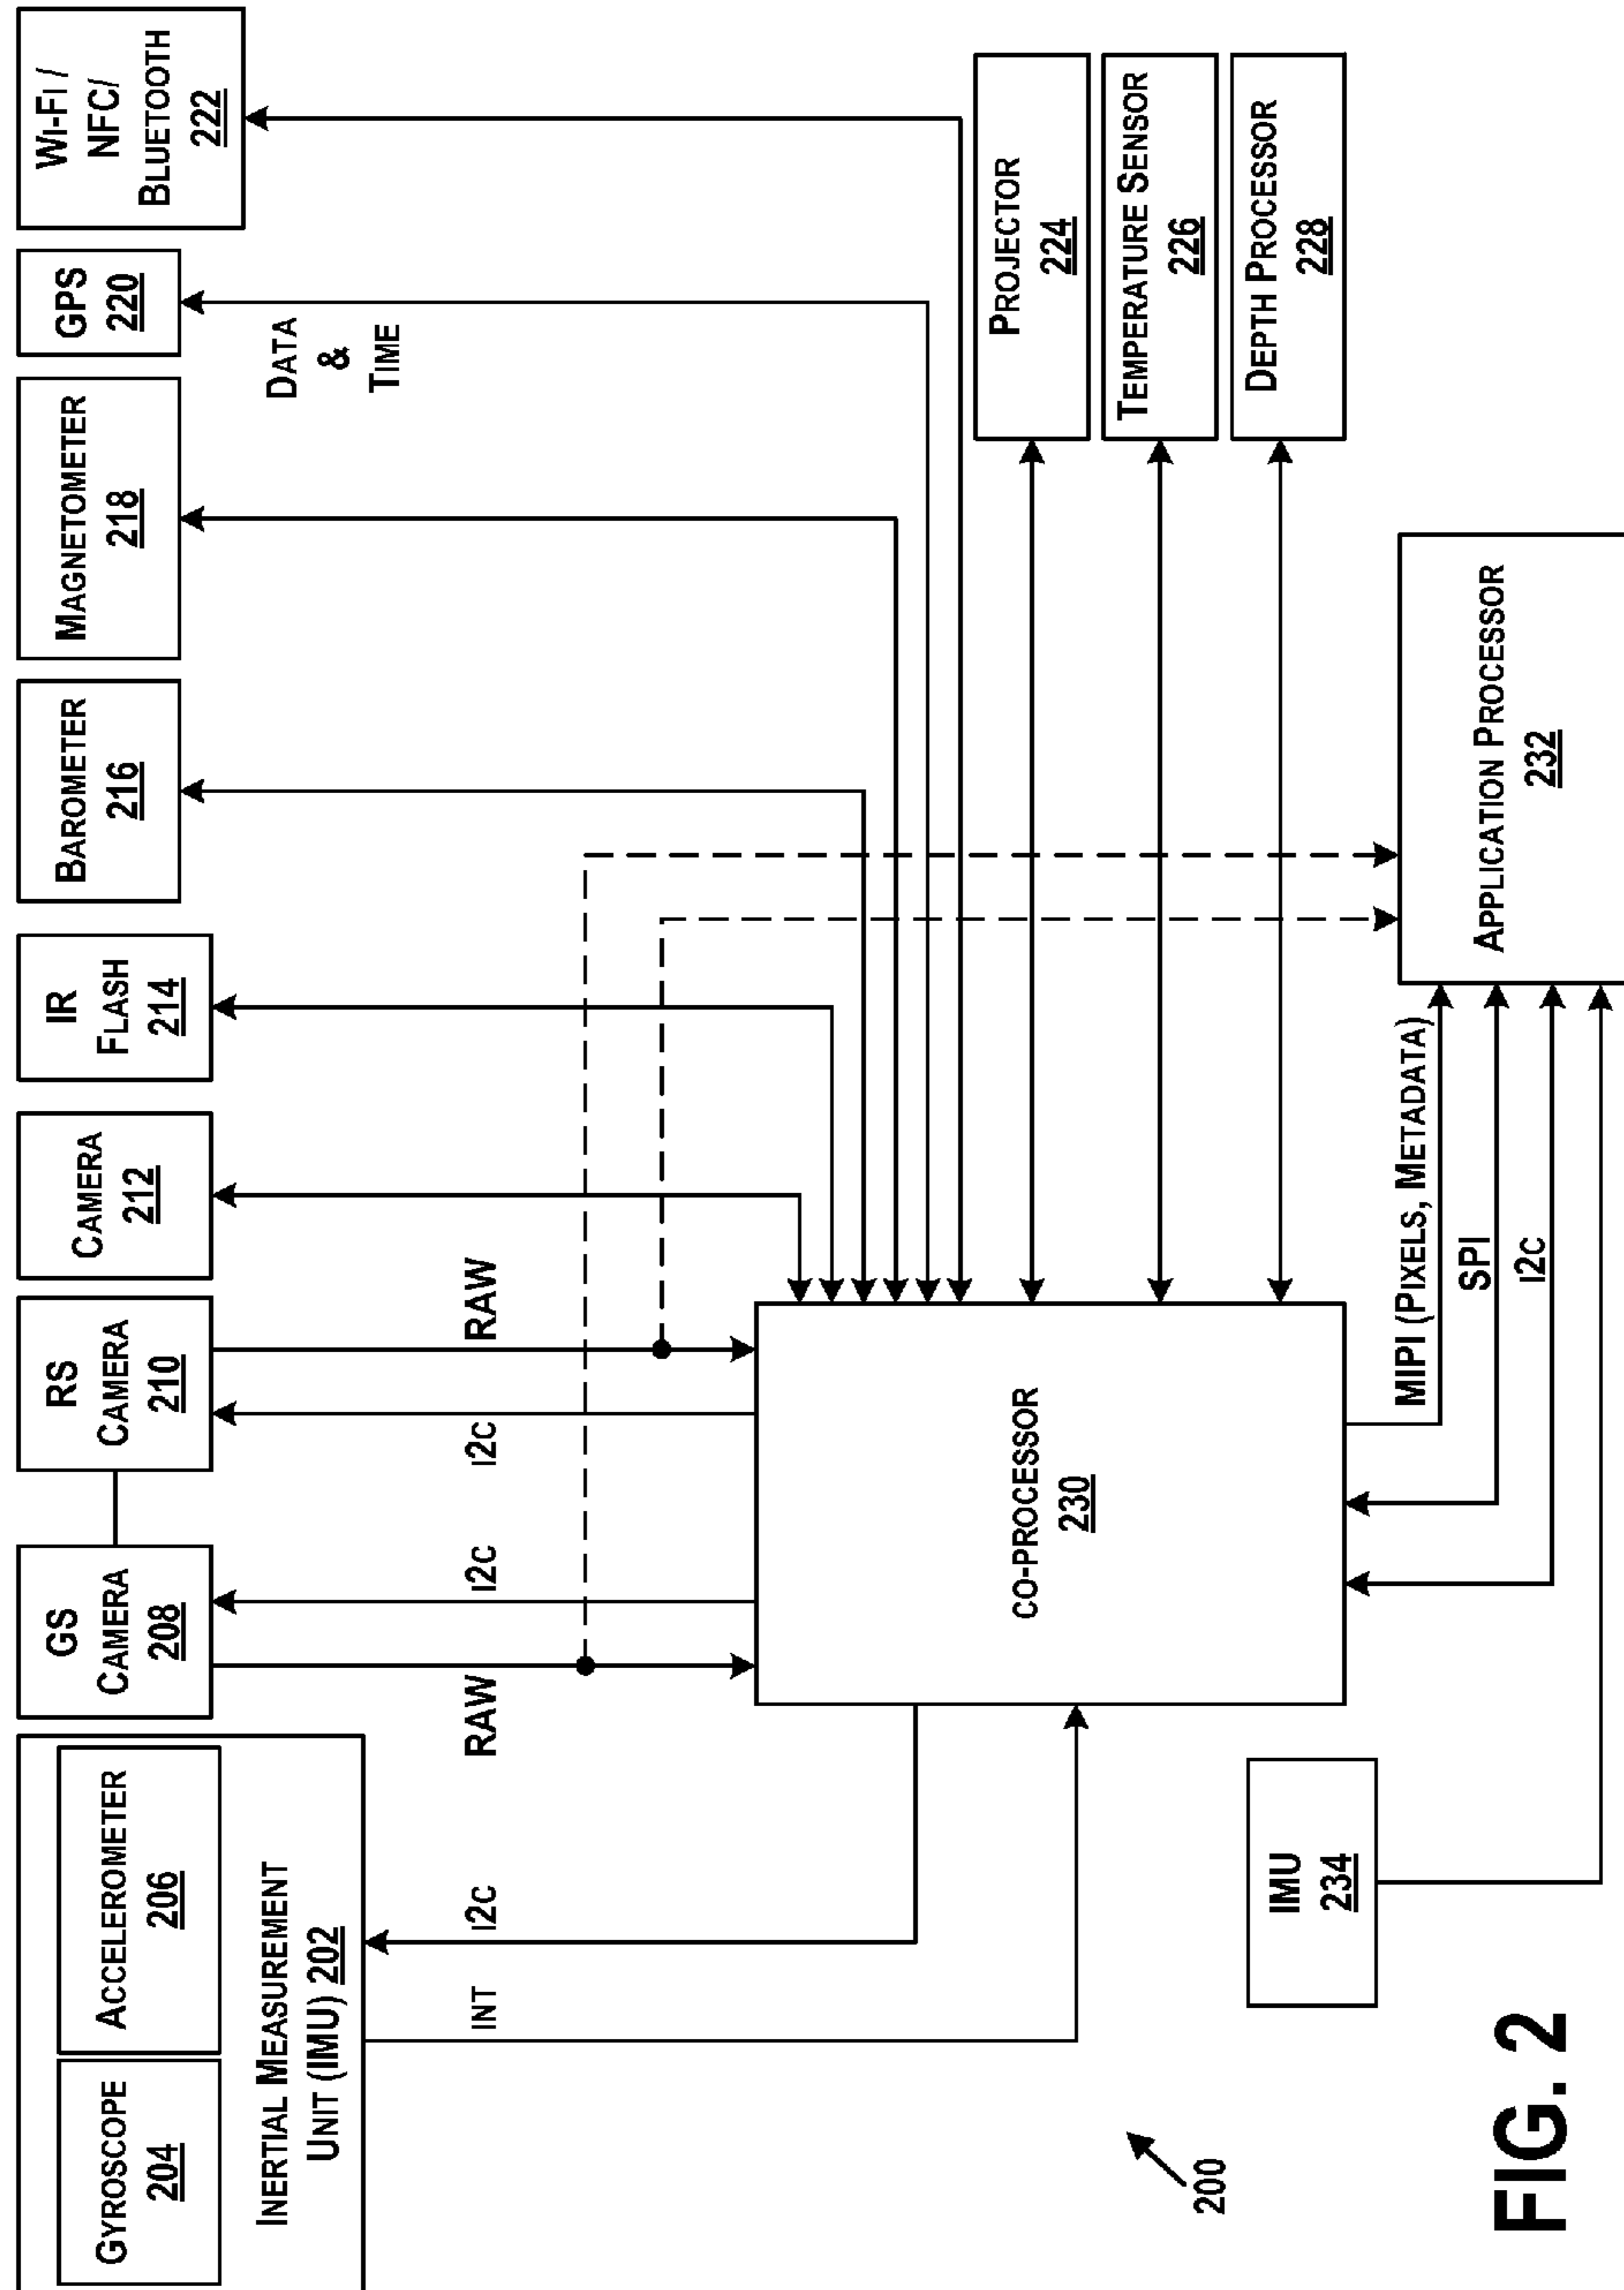 GYROSCOPE
204
ACCELEROMETER
206
INERTIAL MEASUREMENT
UNIT (IMU) 202
GS
CAMERA
208
RS
CAMERA
210
CAMERA
212
IR
FLASH
214
BAROMETER
216
MAGNETOMETER
218
GPS
220
WI-FI /
NFC/
BLUETOOTH
222
DATA
&
TIME
INT
I2C
RAW
I2C
I2C
RAW
PROJECTOR
224
TEMPERATURE SENSOR
226
DEPTH PROCESSOR
228
CO-PROCESSOR
230
200
IMU
234
MIPI (PIXELS, METADATA)
SPI
I2C
APPLICATION PROCESSOR
232
FIG. 2